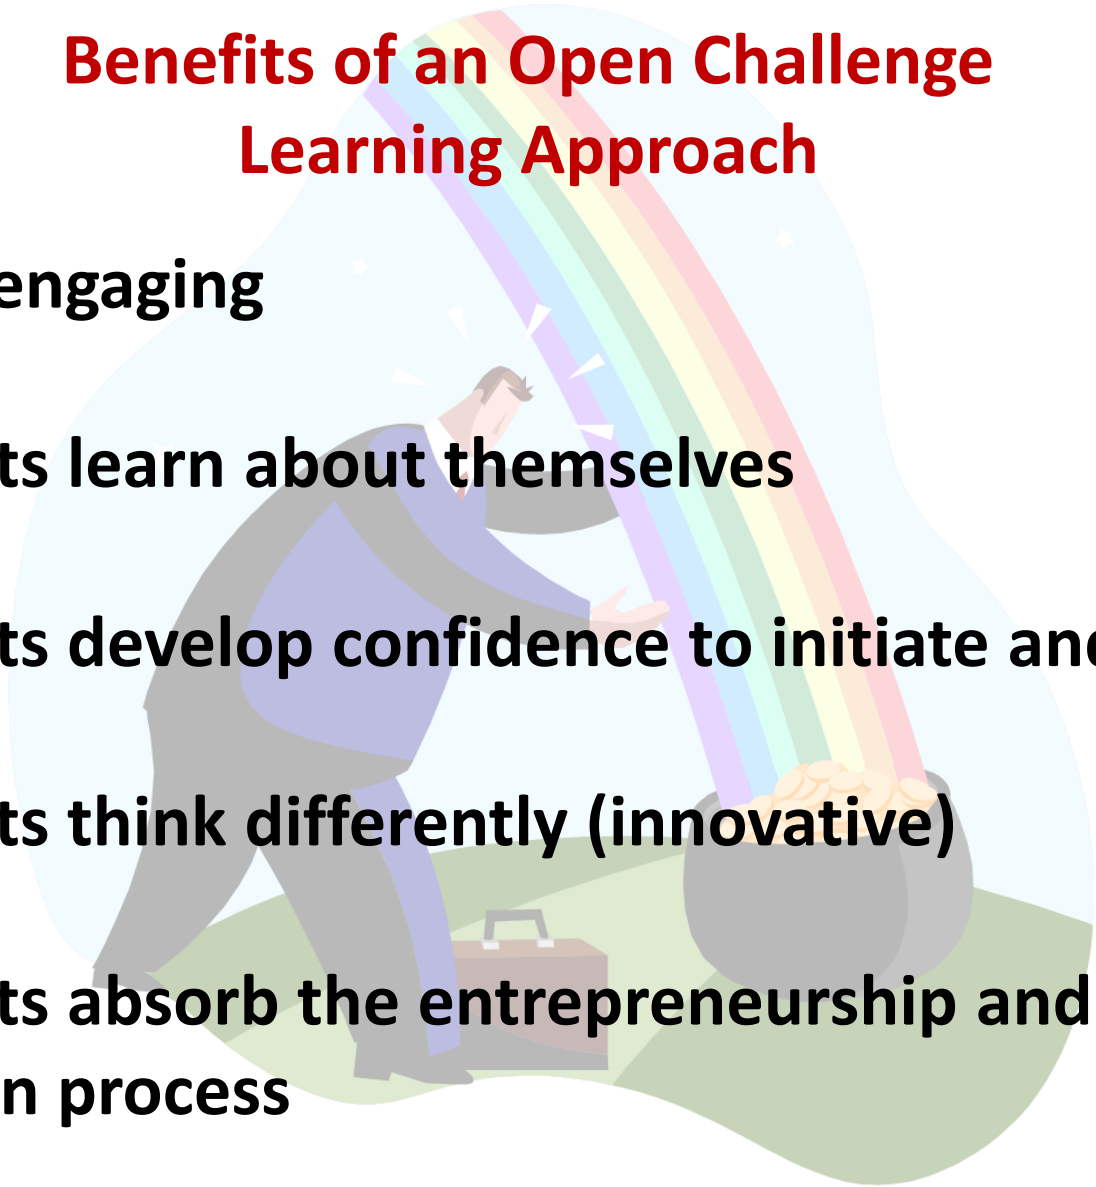 Benefits of an Open Challenge
Learning Approach
engaging
ts learn about themselves
ts develop confidence to initiate and
ts think differently (innovative)
ts absorb the entrepreneurship and
n process